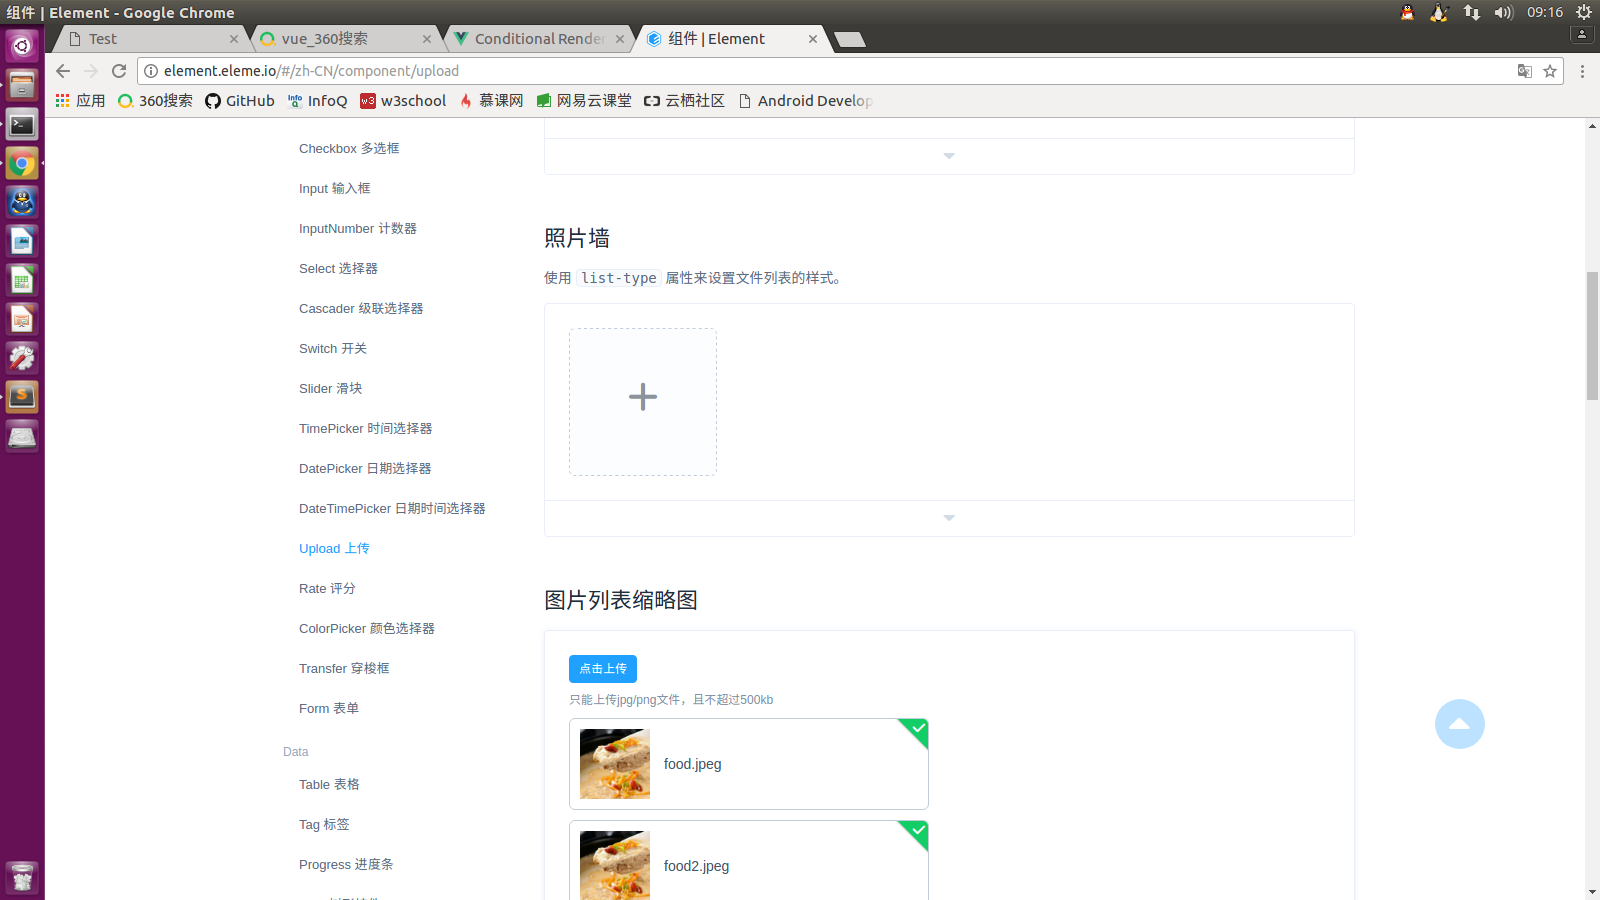 组件 | Element - Google Chrome
09:16
Test
vue_360搜索
Conditional Render
组件 | Element
element.eleme.io/#/zh-CN/component/upload
应用
360搜索
GitHub
InfoQ
w3school
慕课网
网易云课堂
云栖社区
Android Develop
Checkbox 多选框
Input 输入框
InputNumber 计数器
Select 选择器
Cascader 级联选择器
Switch 开关
Slider 滑块
TimePicker 时间选择器
DatePicker 日期选择器
DateTimePicker 日期时间选择器
Upload 上传
Rate 评分
ColorPicker 颜色选择器
Transfer 穿梭框
Form 表单
Data
Table 表格
Tag 标签
Progress 进度条
照片墙
使用 list-type 属性来设置文件列表的样式。
图片列表缩略图
点击上传
只能上传jpg/png文件，且不超过500kb
food.jpeg
food2.jpeg